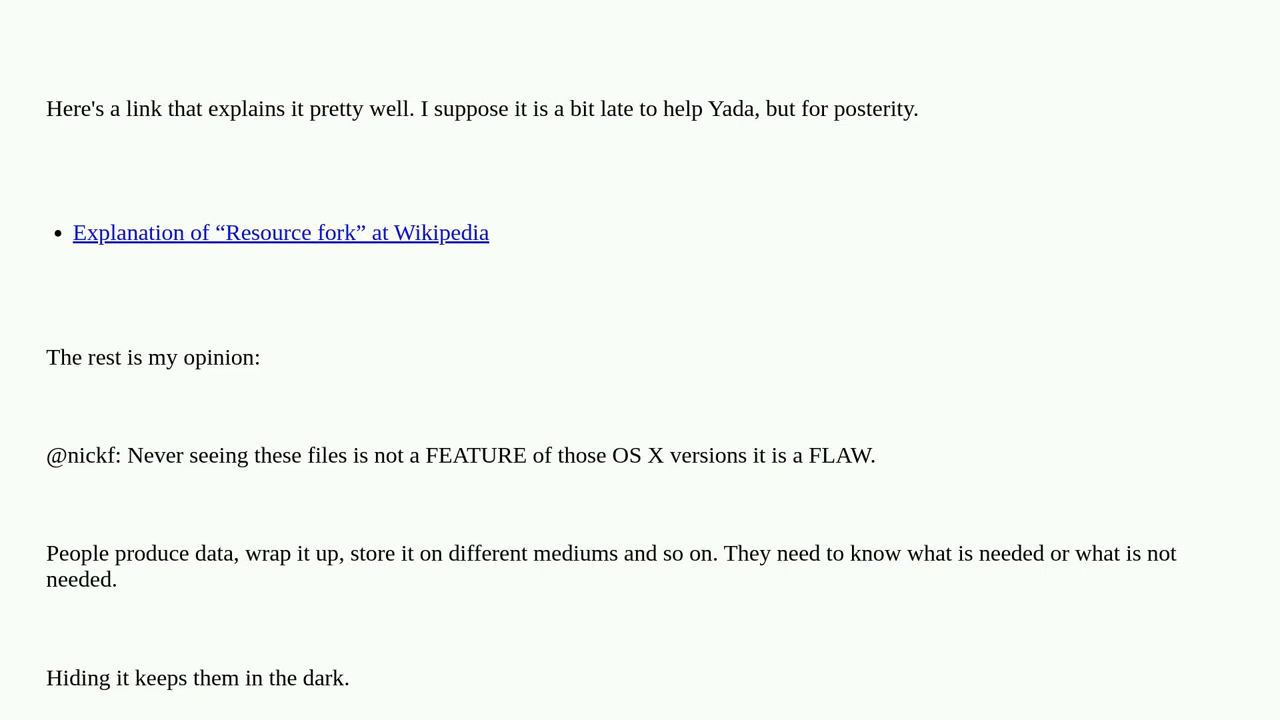 Here's a link that explains it pretty well. I suppose it is a bit late to help Yada, but for posterity.
• Explanation of “Resource fork” at Wikipedia
The rest is my opinion:
@nickf: Never seeing these files is not a FEATURE of those OS X versions it is a FLAW.
People produce data, wrap it up, store it on different mediums and so on. They need to know what is needed or what is not
needed.
Hiding it keeps them in the dark.